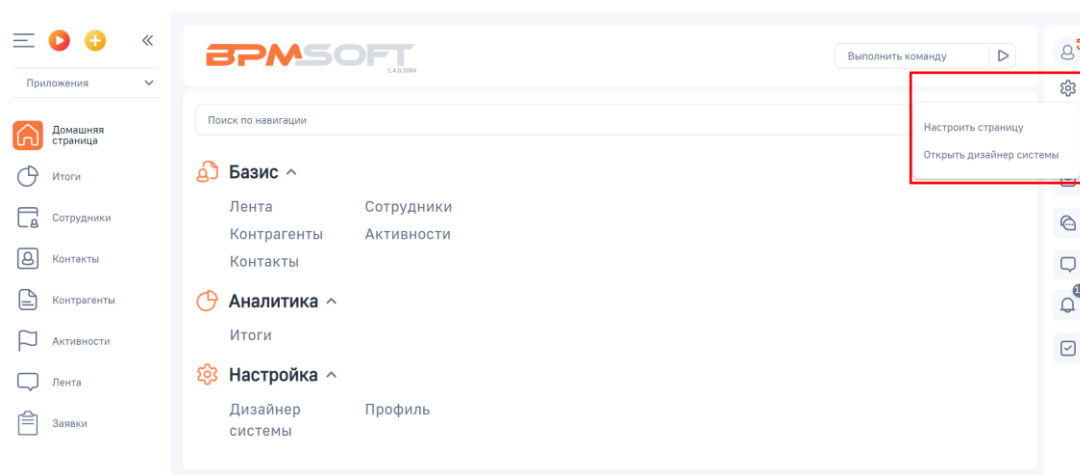 Приложения
Домашняя
страница
Итоги
Сотрудники
Контакты
Контрагенты
Активности
Лента
Заявки
BPMSOFT
1.4.0.3084
Выполнить команду
Поиск по навигации
Настроить страницу
Открыть дизайнер системы
Базис
Лента Сотрудники
Контрагенты Активности
Контакты
Аналитика
Итоги
Настройка
Дизайнер Профиль
системы